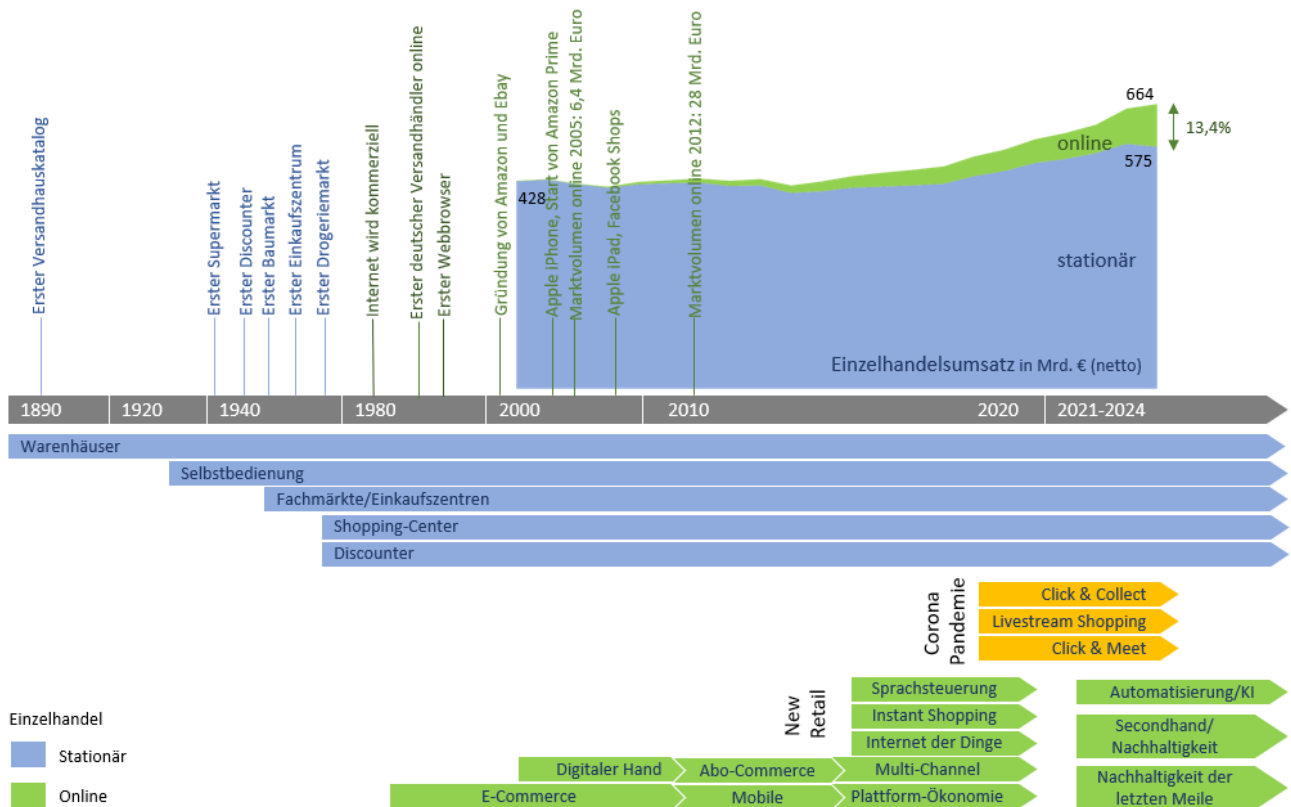 Erster Versandhauskatalog
Erster Supermarkt
Erster Discounter
Erster Baumarkt
Erster Einkaufszentrum
Erster Drogeriemarkt
Internet wird kommerziell
Erster deutscher Versandhändler online
Erster Webbrowser
Gründung von Amazon und Ebay
Apple iPhone, Start von Amazon Prime
Marktvolumen online 2005: 6,4 Mrd. Euro
Apple iPad, Facebook Shops
Marktvolumen online 2012: 28 Mrd. Euro
664
13,4%
online
575
428
stationär
Einzelhandelsumsatz in Mrd. € (netto)
1890 1920 1940 1980 2000 2010 2020 2021-2024
Warenhäuser
Selbstbedienung
Fachmärkte/Einkaufszentren
Shopping-Center
Discounter
Corona
Pandemie
Click & Collect
Livestream Shopping
Click & Meet
New
Retail
Sprachsteuerung
Instant Shopping
Internet der Dinge
Automatisierung/KI
Secondhand/
Nachhaltigkeit
Digitaler Hand Abo-Commerce Multi-Channel
E-Commerce Mobile Plattform-Ökonomie
Nachhaltigkeit der
letzten Meile
Einzelhandel
Stationär
Online